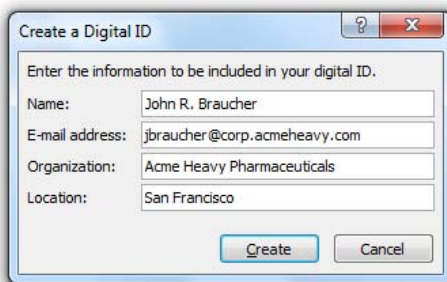 Create a Digital ID
?
Enter the information to be included in your digital ID.
Name: John R. Braucher
E-mail address: jbraucher@corp.acmeheavy.com
Organization: Acme Heavy Pharmaceuticals
Location: San Francisco
Create Cancel